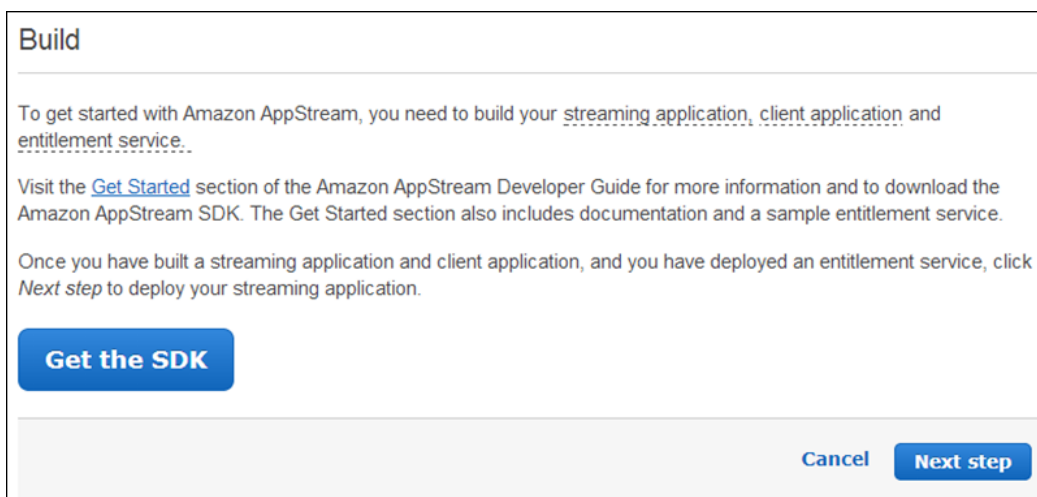 Build
To get started with Amazon AppStream, you need to build your streaming application, client application and
entitlement service.
Visit the Get Started section of the Amazon AppStream Developer Guide for more information and to download the
Amazon AppStream SDK. The Get Started section also includes documentation and a sample entitlement service.
Once you have built a streaming application and client application, and you have deployed an entitlement service, click
Next step to deploy your streaming application.
Get the SDK
Cancel Next step